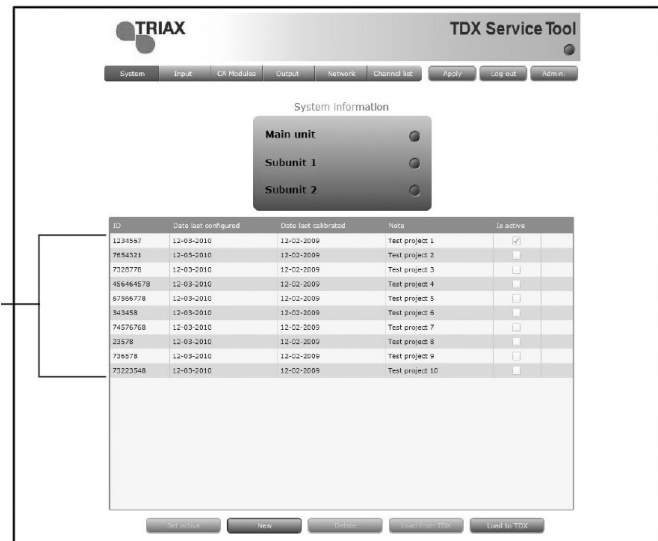 TRIAX
TDX Service Tool
System Input CA Modules Output Network Channel list Apply Log out Admin.
System Information
Main unit
Subunit 1
Subunit 2
ID Date last configured Date last calibrated Note Is active
1234567 12-03-2010 12-02-2009 Test project 1
7654321 12-03-2010 12-02-2009 Test project 2
7328778 12-03-2010 12-02-2009 Test project 3
456464578 12-03-2010 12-02-2009 Test project 4
67566778 12-03-2010 12-02-2009 Test project 5
343458 12-03-2010 12-02-2009 Test project 6
74576768 12-03-2010 12-02-2009 Test project 7
23578 12-03-2010 12-02-2009 Test project 8
736578 12-03-2010 12-02-2009 Test project 9
73223548 12-03-2010 12-02-2009 Test project 10
Set active New Delete Load from TDX Load to TDX